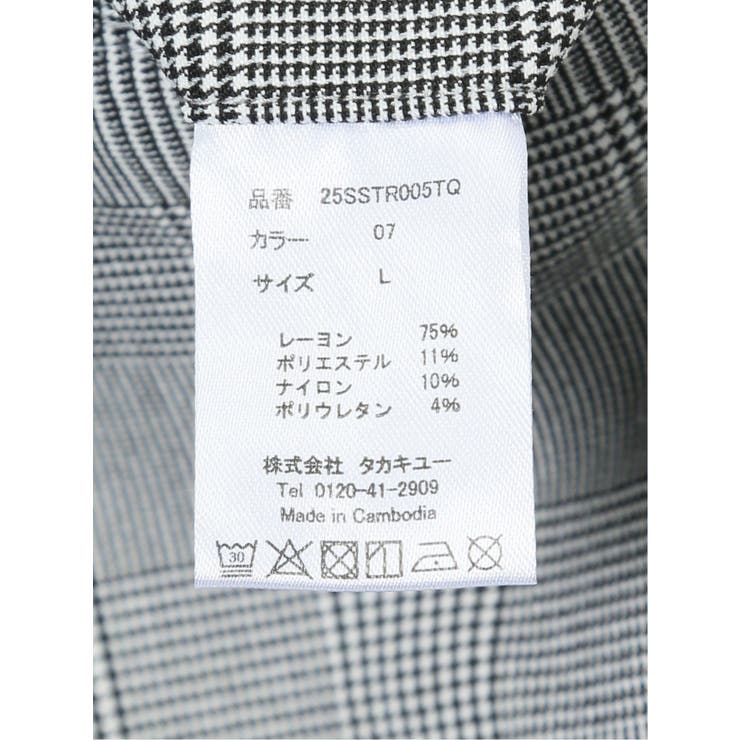 品番 25SSTR005TQ
カラー 07
サイズ L
レーヨン 75%
ポリエステル 11%
ナイロン 10%
ポリウレタン 4%
株式会社 タカキユー
Tel 0120-41-2909
Made in Cambodia
30